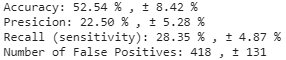 Accuracy: 52.54 % , ± 8.42 %
Presicion: 22.50 % , ± 5.28 %
Recall (sensitivity): 28.35 % , ± 4.87 %
Number of False Positives: 418 , ± 131